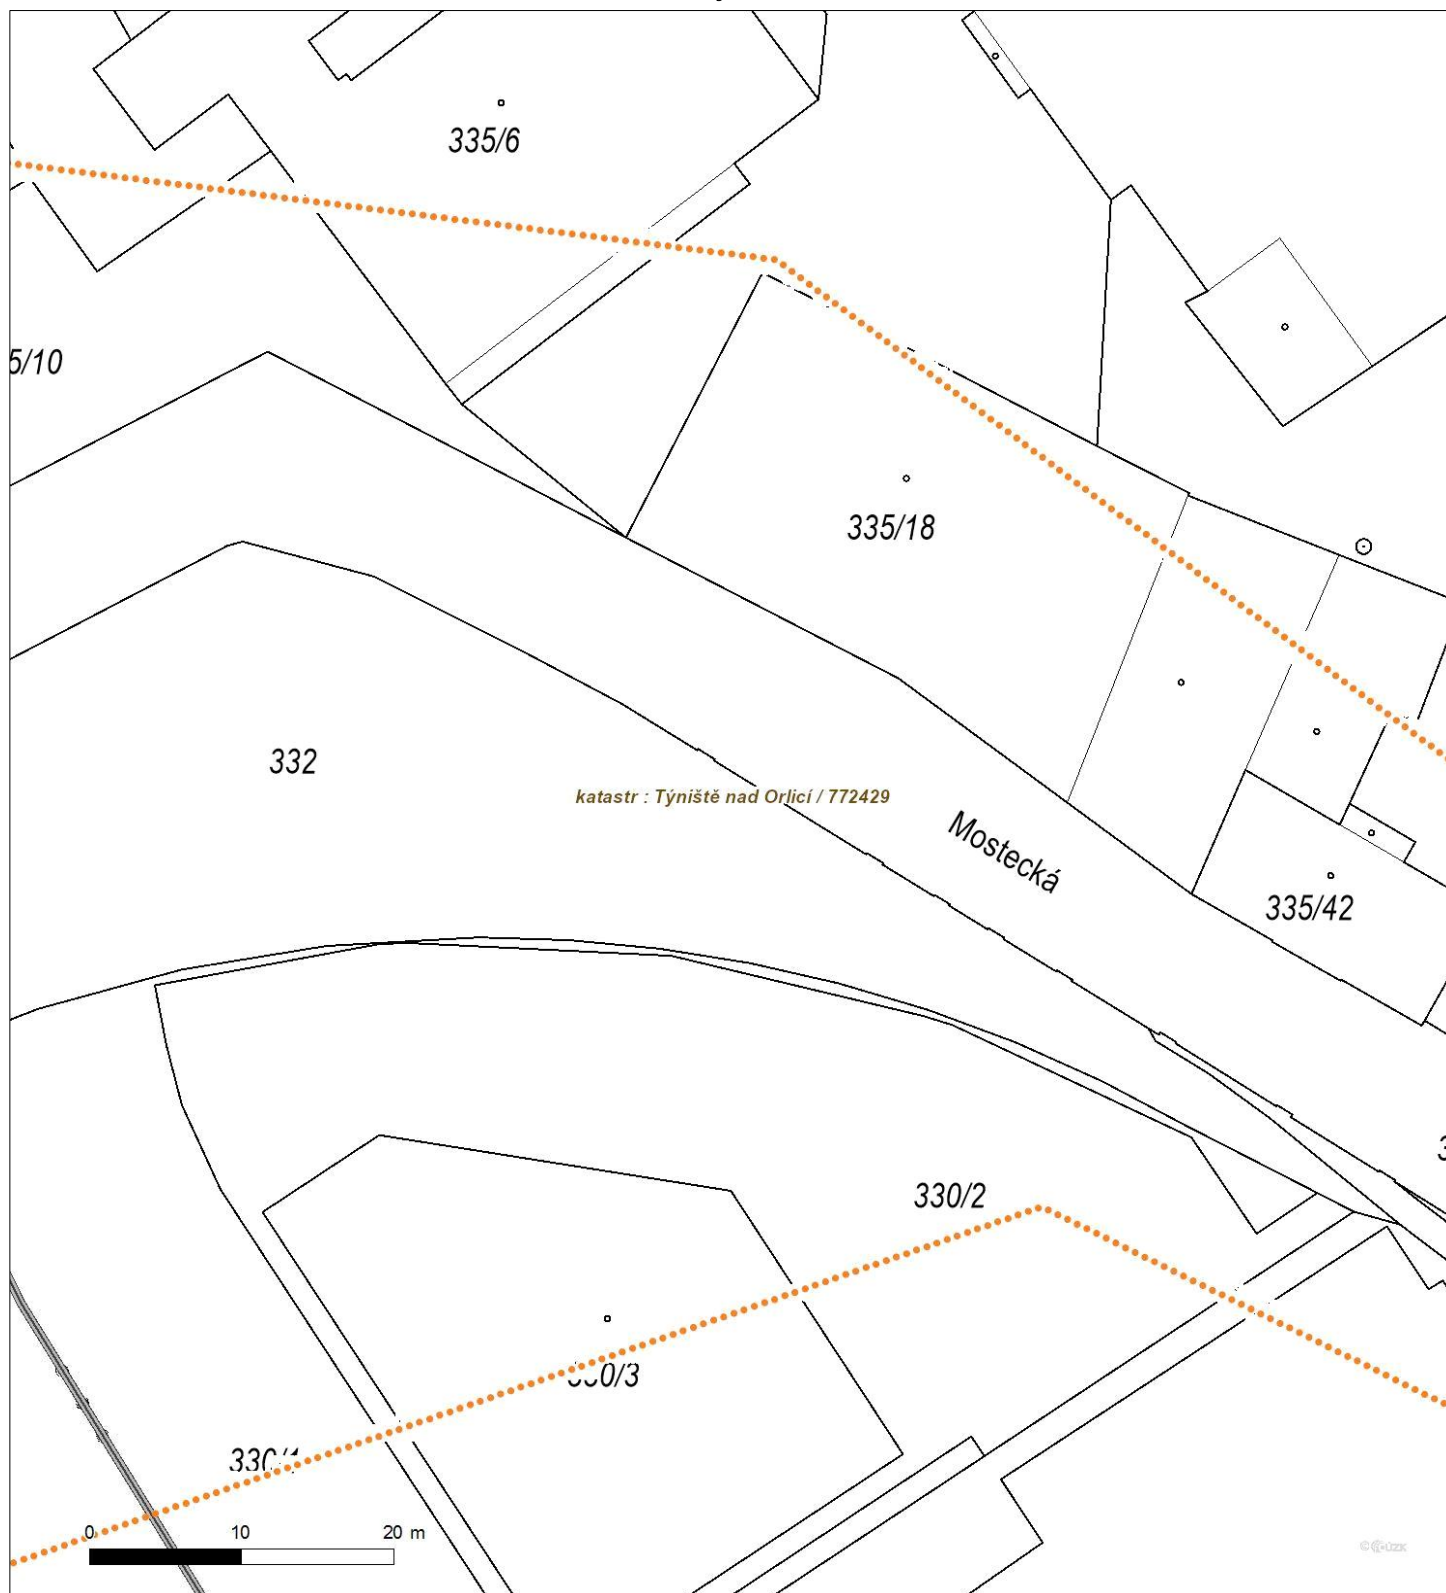 335/6
5/10
335/18
332
katastr : Týniště nad Orlicí / 772429
Mostecká
335/42
330/2
0 10 20 m